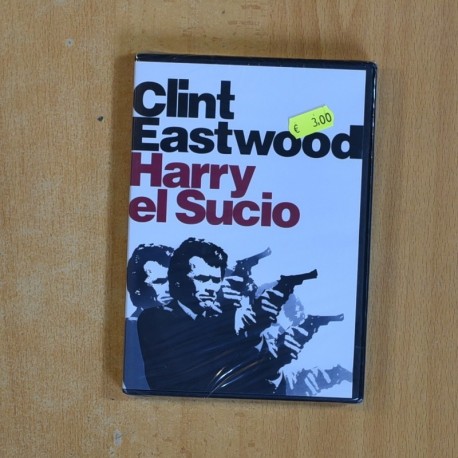 Clint
Eastwood
€ 3.00
Harry
el Sucio